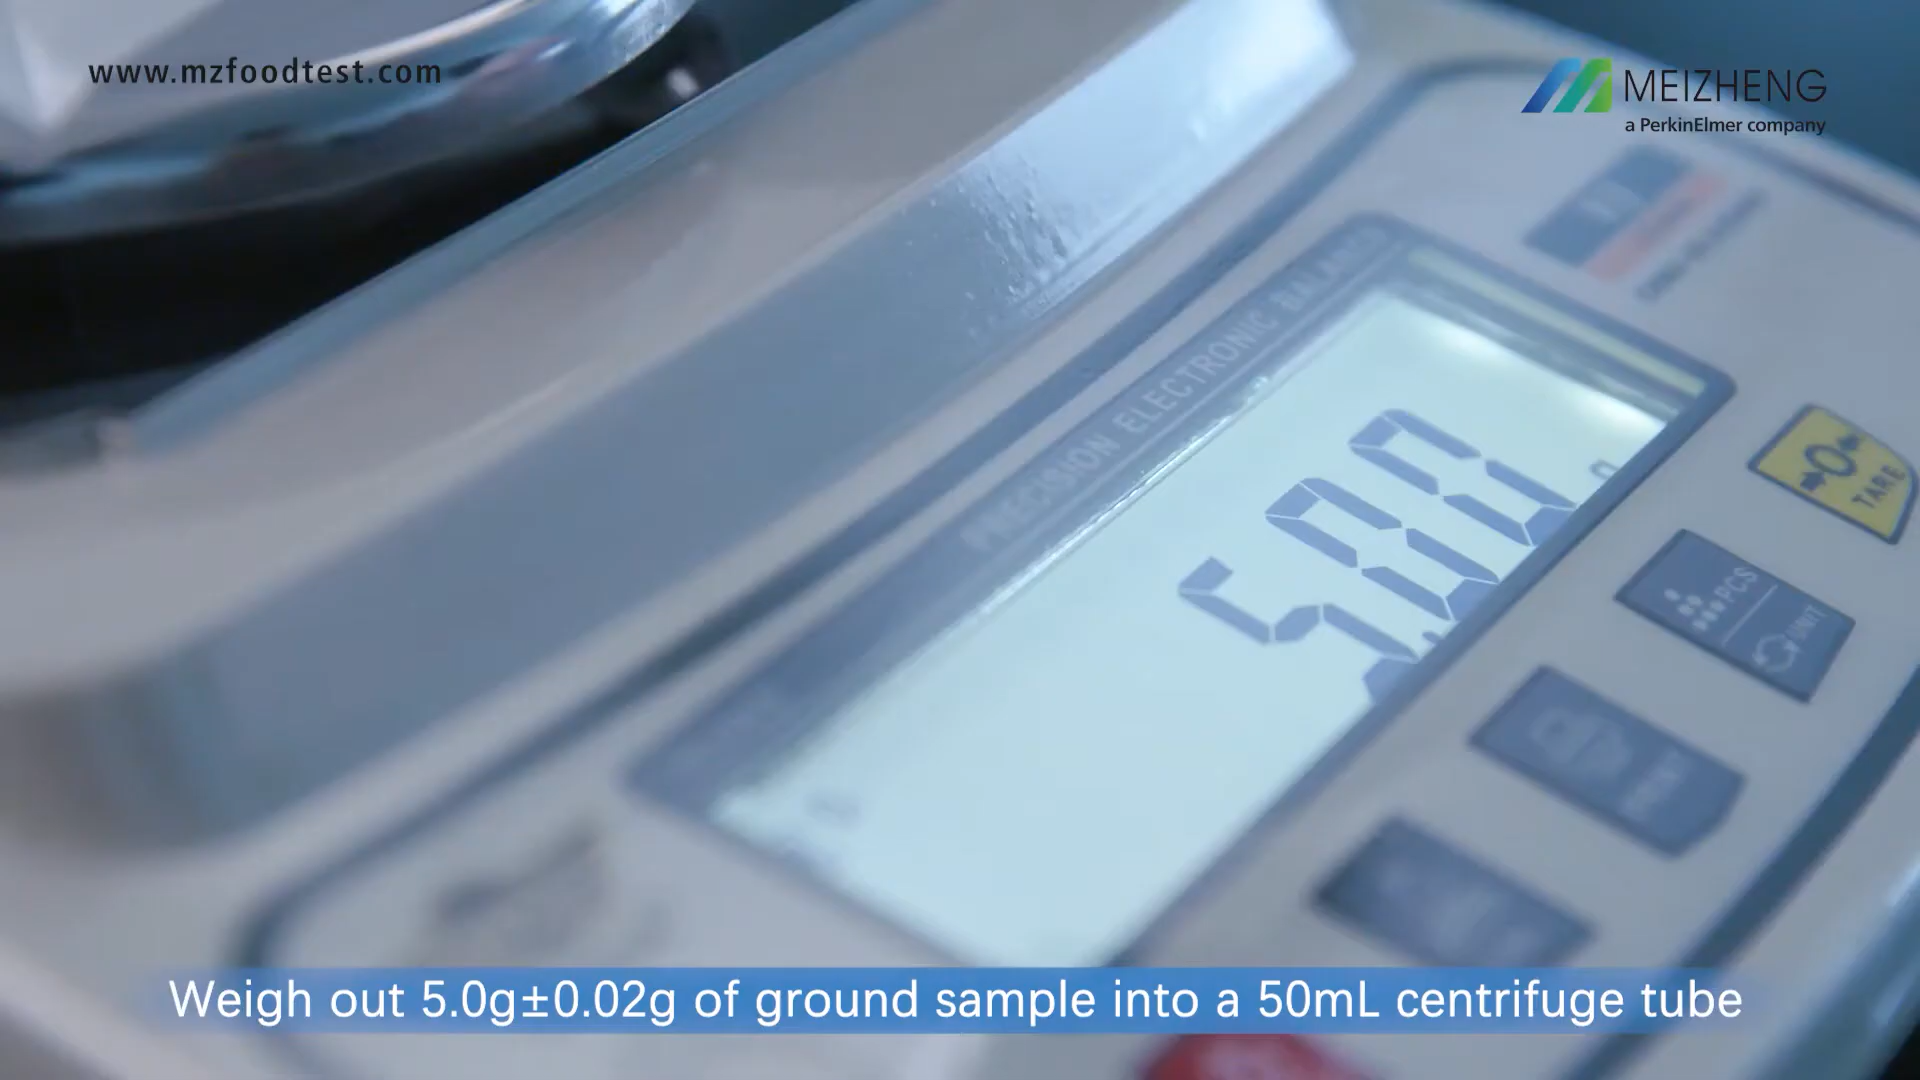 www.mzfoodtest.com
MEIZHENG
a PerkinElmer company
PRECISION ELECTRONIC BALANCE
5.00
TARE
PCS
UNIT
Weigh out 5.0g±0.02g of ground sample into a 50mL centrifuge tube